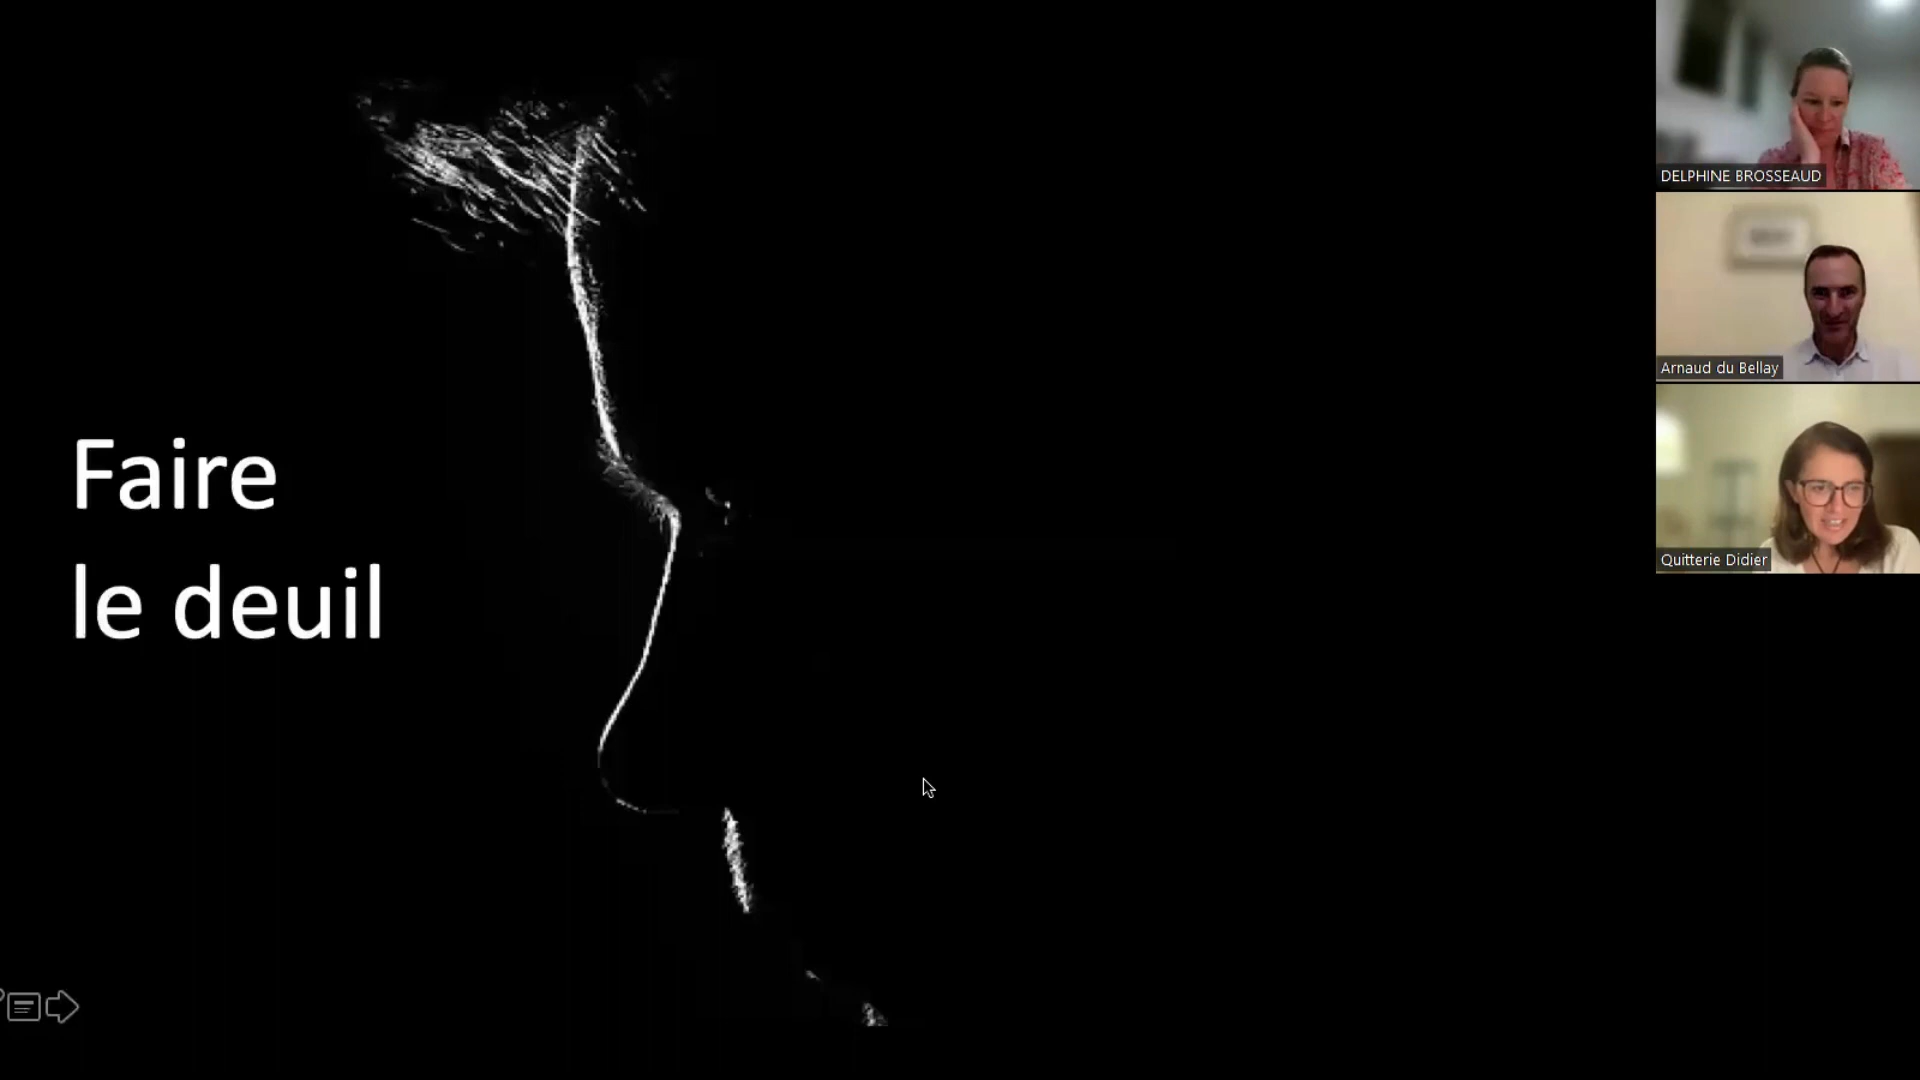 Faire
le deuil
DELPHINE BROSSEAUD
Arnaud du Bellay
Quitterie Didier